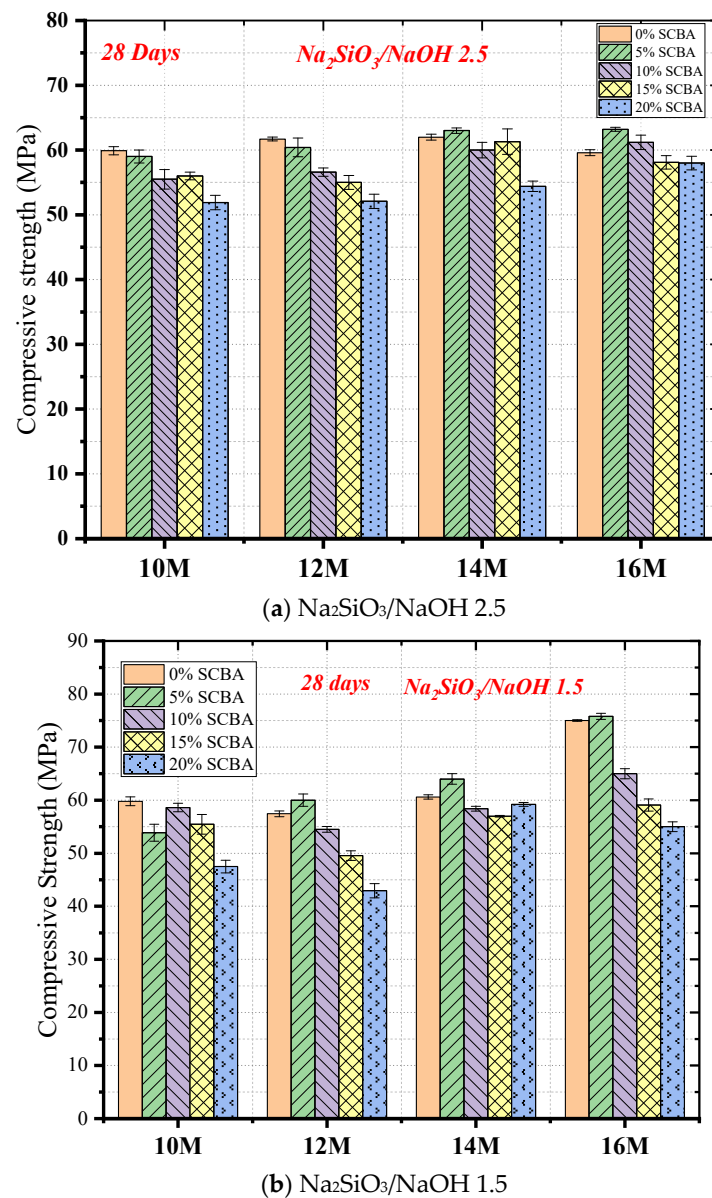 28 Days
Na₂SiO₃/NaOH 2.5
0% SCBA
5% SCBA
10% SCBA
15% SCBA
20% SCBA
Compressive strength (MPa)
80
70
60
50
40
30
20
10
0
10M 12M 14M 16M
(a) Na₂SiO₃/NaOH 2.5
28 days
Na₂SiO₃/NaOH 1.5
0% SCBA
5% SCBA
10% SCBA
15% SCBA
20% SCBA
Compressive Strength (MPa)
90
80
70
60
50
40
30
20
10
0
10M 12M 14M 16M
(b) Na₂SiO₃/NaOH 1.5